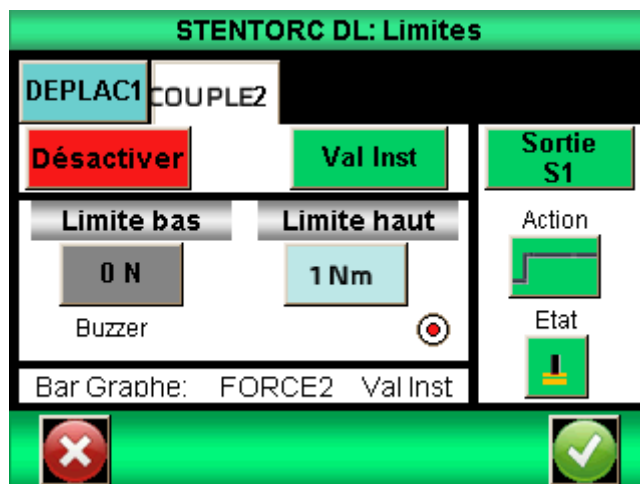 STENTORC DL: Limites
DEPLAC1 COUPLE2
Désactiver Val Inst Sortie S1
Limite bas Limite haut Action
0 N 1 Nm
Buzzer Etat
Bar Graphe: FORCE2 Val Inst